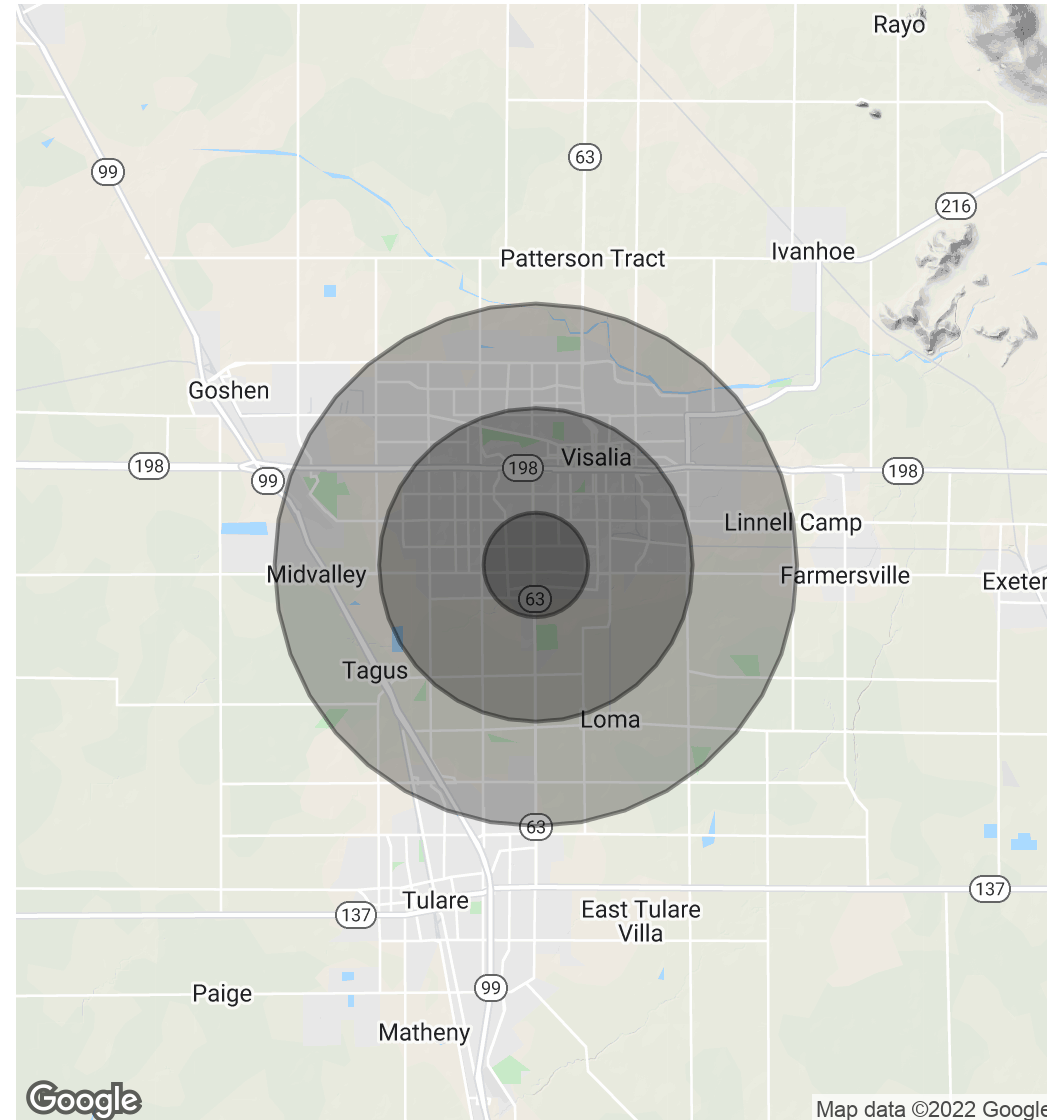 Rayo
99
63
216
Ivanhoe
Patterson Tract
Goshen
Visalia
198
198
198
99
Linnell Camp
Midvalley
Farmersville
Exeter
63
Tagus
Loma
63
137
Tulare
137
East Tulare
Villa
99
Paige
Matheny
Google
Map data ©2022 Google